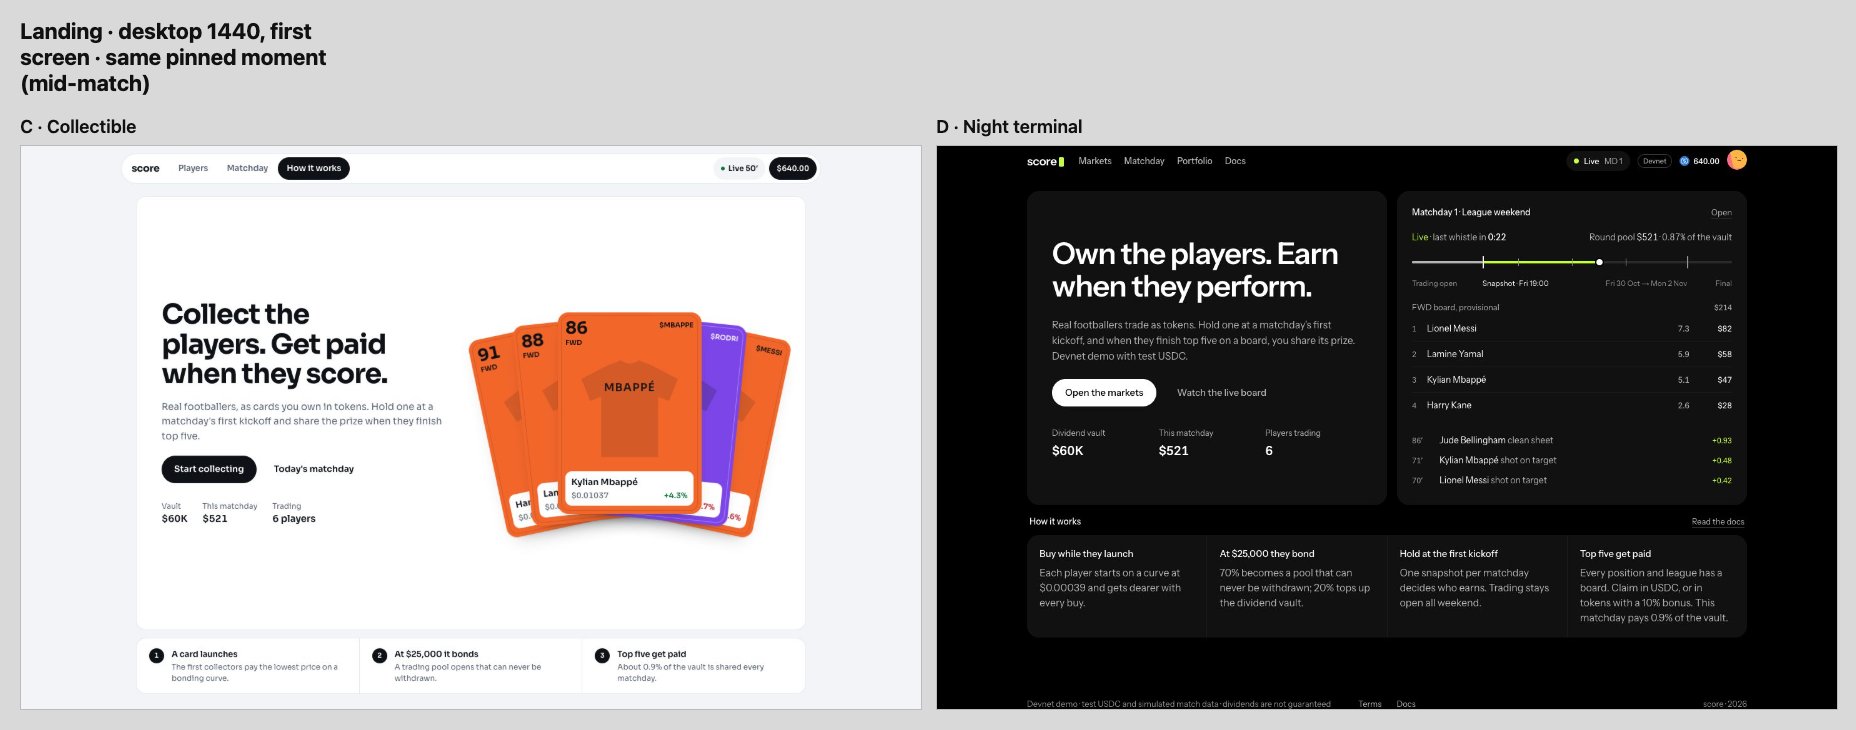 Landing · desktop 1440, first
screen · same pinned moment
(mid-match)
C · Collectible
score Players Matchday How it works Live 50' $640.00
Collect the
players. Get paid
when they score.
Real footballers, as cards you own in tokens. Hold one at a
matchday's first kickoff and share the prize when they finish
top five.
Start collecting Today's matchday
Vault This matchday Trading
$60K $521 6 players
91
FWD
88
FWD
86
FWD
$MBAPPE
MBAPPÉ
Kylian Mbappé
$0.01037 +4.3%
$RODRI
$MESSI
Har
$0.
Lan
$0.
.7%
.6%
1 A card launches
The first collectors pay the lowest price on a
bonding curve.
2 At $25,000 it bonds
A trading pool opens that can never be
withdrawn.
3 Top five get paid
About 0.9% of the vault is shared every
matchday.
D · Night terminal
score Markets Matchday Portfolio Docs Live MD1 Devnet 640.00
Own the players. Earn
when they perform.
Real footballers trade as tokens. Hold one at a matchday's first
kickoff, and when they finish top five on a board, you share its prize.
Devnet demo with test USDC.
Open the markets Watch the live board
Dividend vault This matchday Players trading
$60K $521 6
Matchday 1 · League weekend Open
Live · last whistle in 0:22 Round pool $521 · 0.87% of the vault
Trading open Snapshot · Fri 19:00 Fri 30 Oct → Mon 2 Nov Final
FWD board, provisional $214
1 Lionel Messi 7.3 $82
2 Lamine Yamal 5.9 $58
3 Kylian Mbappé 5.1 $47
4 Harry Kane 2.6 $28
86' Jude Bellingham clean sheet +0.93
71' Kylian Mbappé shot on target +0.48
70' Lionel Messi shot on target +0.42
How it works Read the docs
Buy while they launch
Each player starts on a curve at
$0.00039 and gets dearer with
every buy.
At $25,000 they bond
70% becomes a pool that can
never be withdrawn; 20% tops up
the dividend vault.
Hold at the first kickoff
One snapshot per matchday
decides who earns. Trading stays
open all weekend.
Top five get paid
Every position and league has a
board. Claim in USDC, or in
tokens with a 10% bonus. This
matchday pays 0.9% of the vault.
Devnet demo · test USDC and simulated match data · dividends are not guaranteed Terms Docs score · 2026